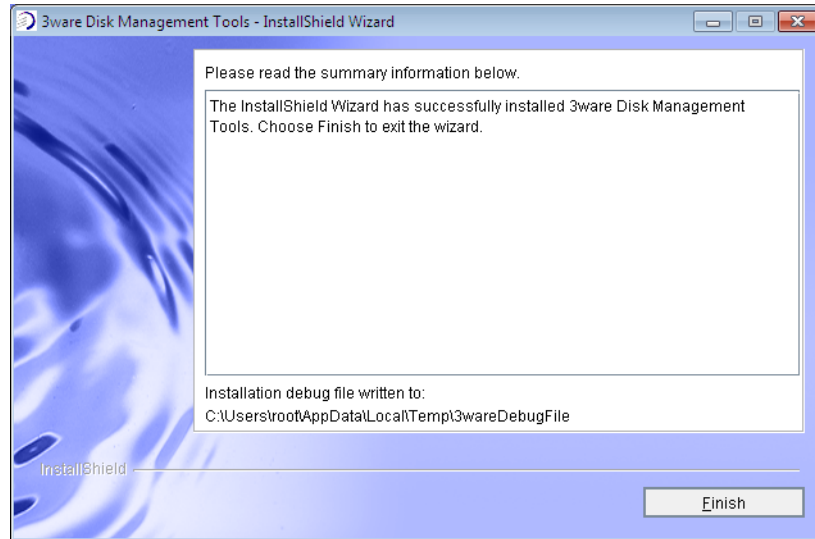 3ware Disk Management Tools - InstallShield Wizard
Please read the summary information below.
The InstallShield Wizard has successfully installed 3ware Disk Management
Tools. Choose Finish to exit the wizard.
Installation debug file written to:
C:\Users\root\AppData\Local\Temp\3wareDebugFile
InstallShield
Finish